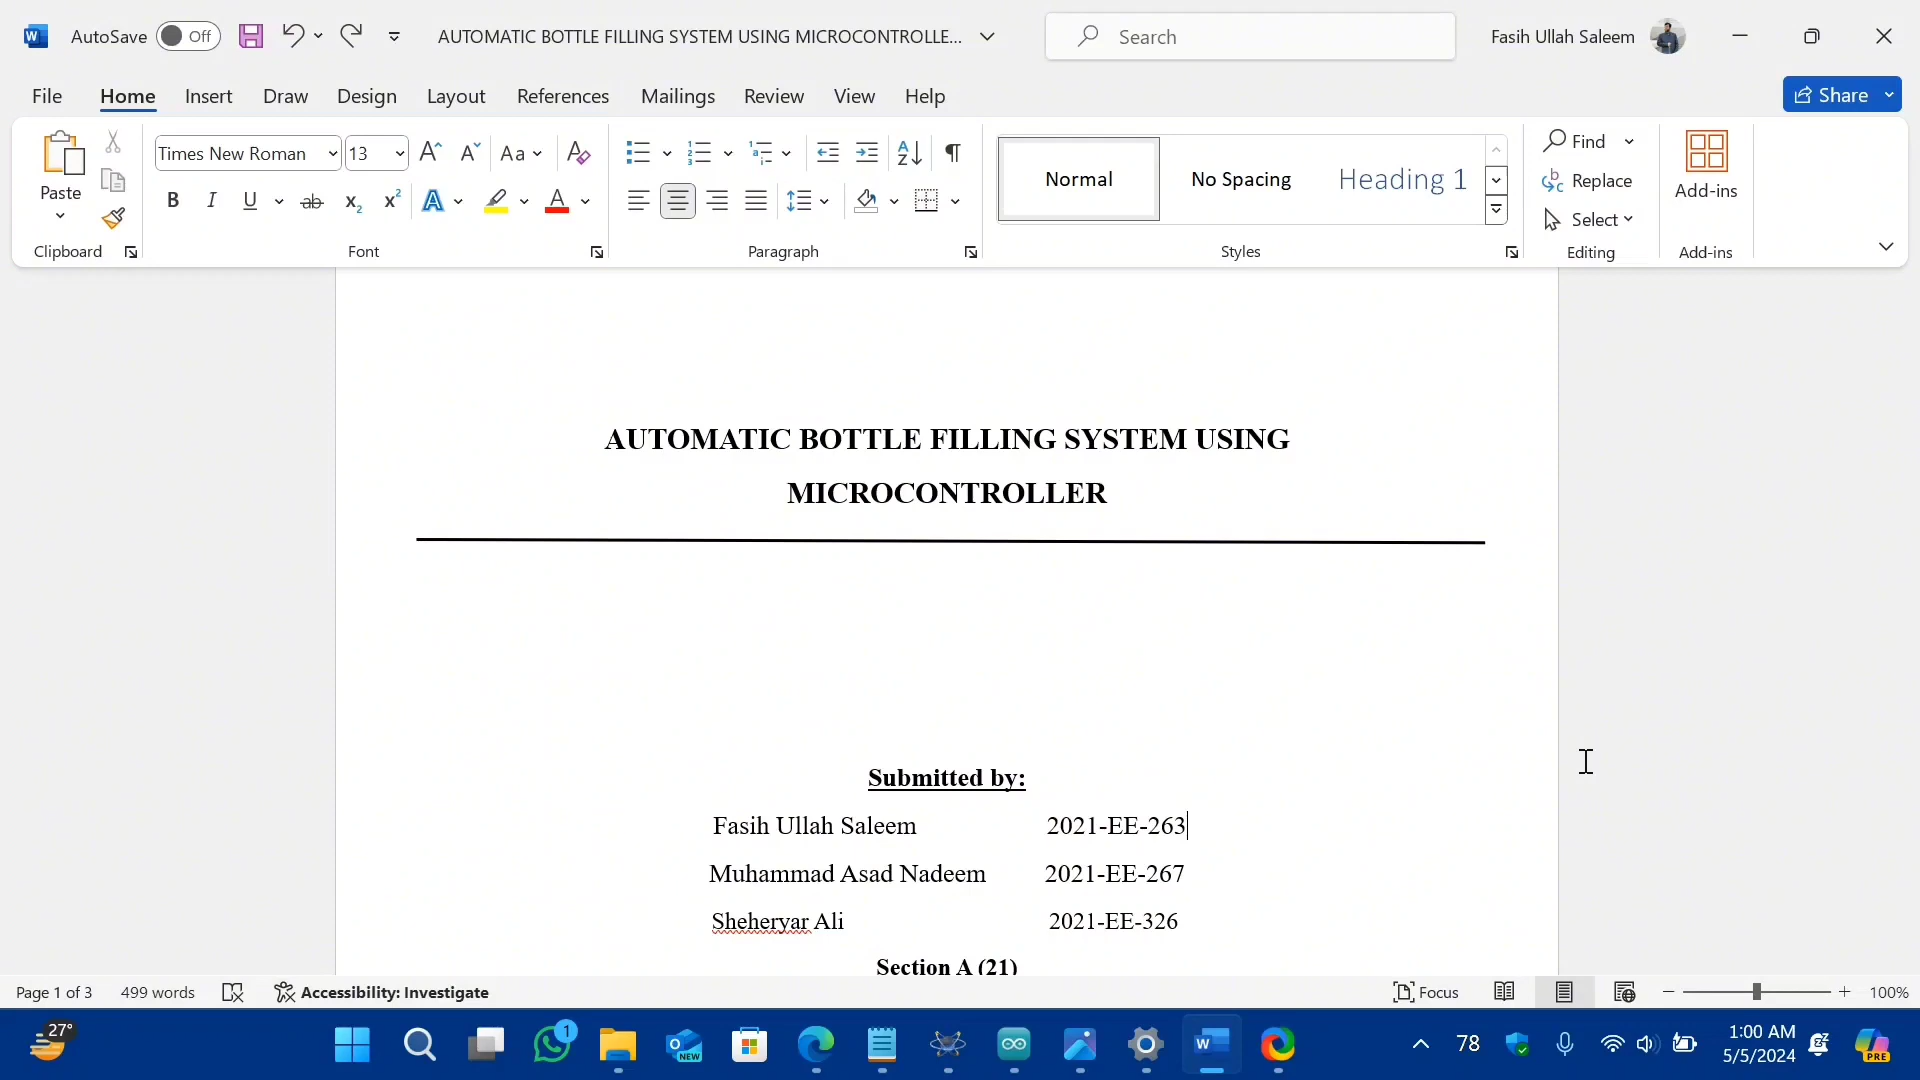 AutoSave Off AUTOMATIC BOTTLE FILLING SYSTEM USING MICROCONTROLLE... Search Fasih Ullah Saleem
File Home Insert Draw Design Layout References Mailings Review View Help Share
Paste Times New Roman 13 Aa Normal No Spacing Heading 1 Find Replace Select Add-ins
Clipboard Font Paragraph Styles Editing Add-ins
AUTOMATIC BOTTLE FILLING SYSTEM USING
MICROCONTROLLER
Submitted by:
Fasih Ullah Saleem 2021-EE-263
Muhammad Asad Nadeem 2021-EE-267
Sheheryar Ali 2021-EE-326
Section A (21)
Page 1 of 3 499 words Accessibility: Investigate Focus 100%
27° 1 NEW 78 1:00 AM PRE
5/5/2024